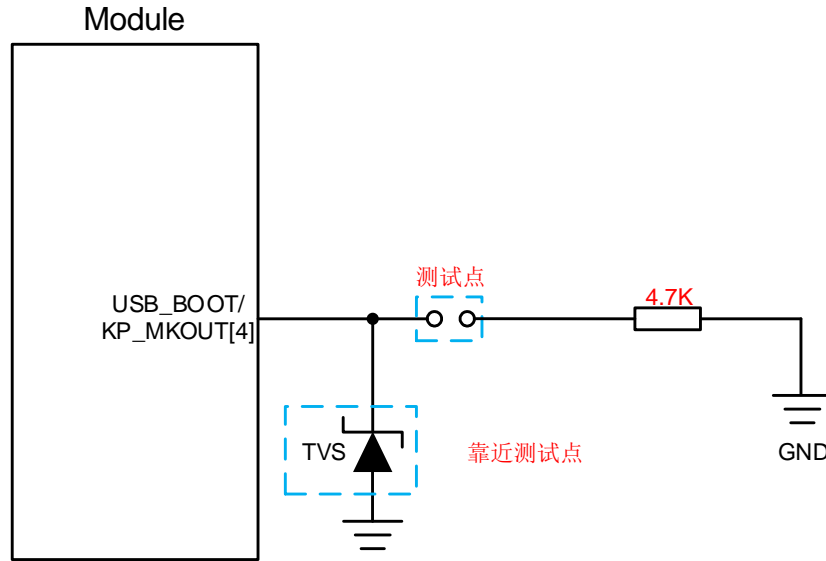 Module
测试点
4.7K
USB_BOOT/
KP_MKOUT[4]
TVS
靠近测试点
GND